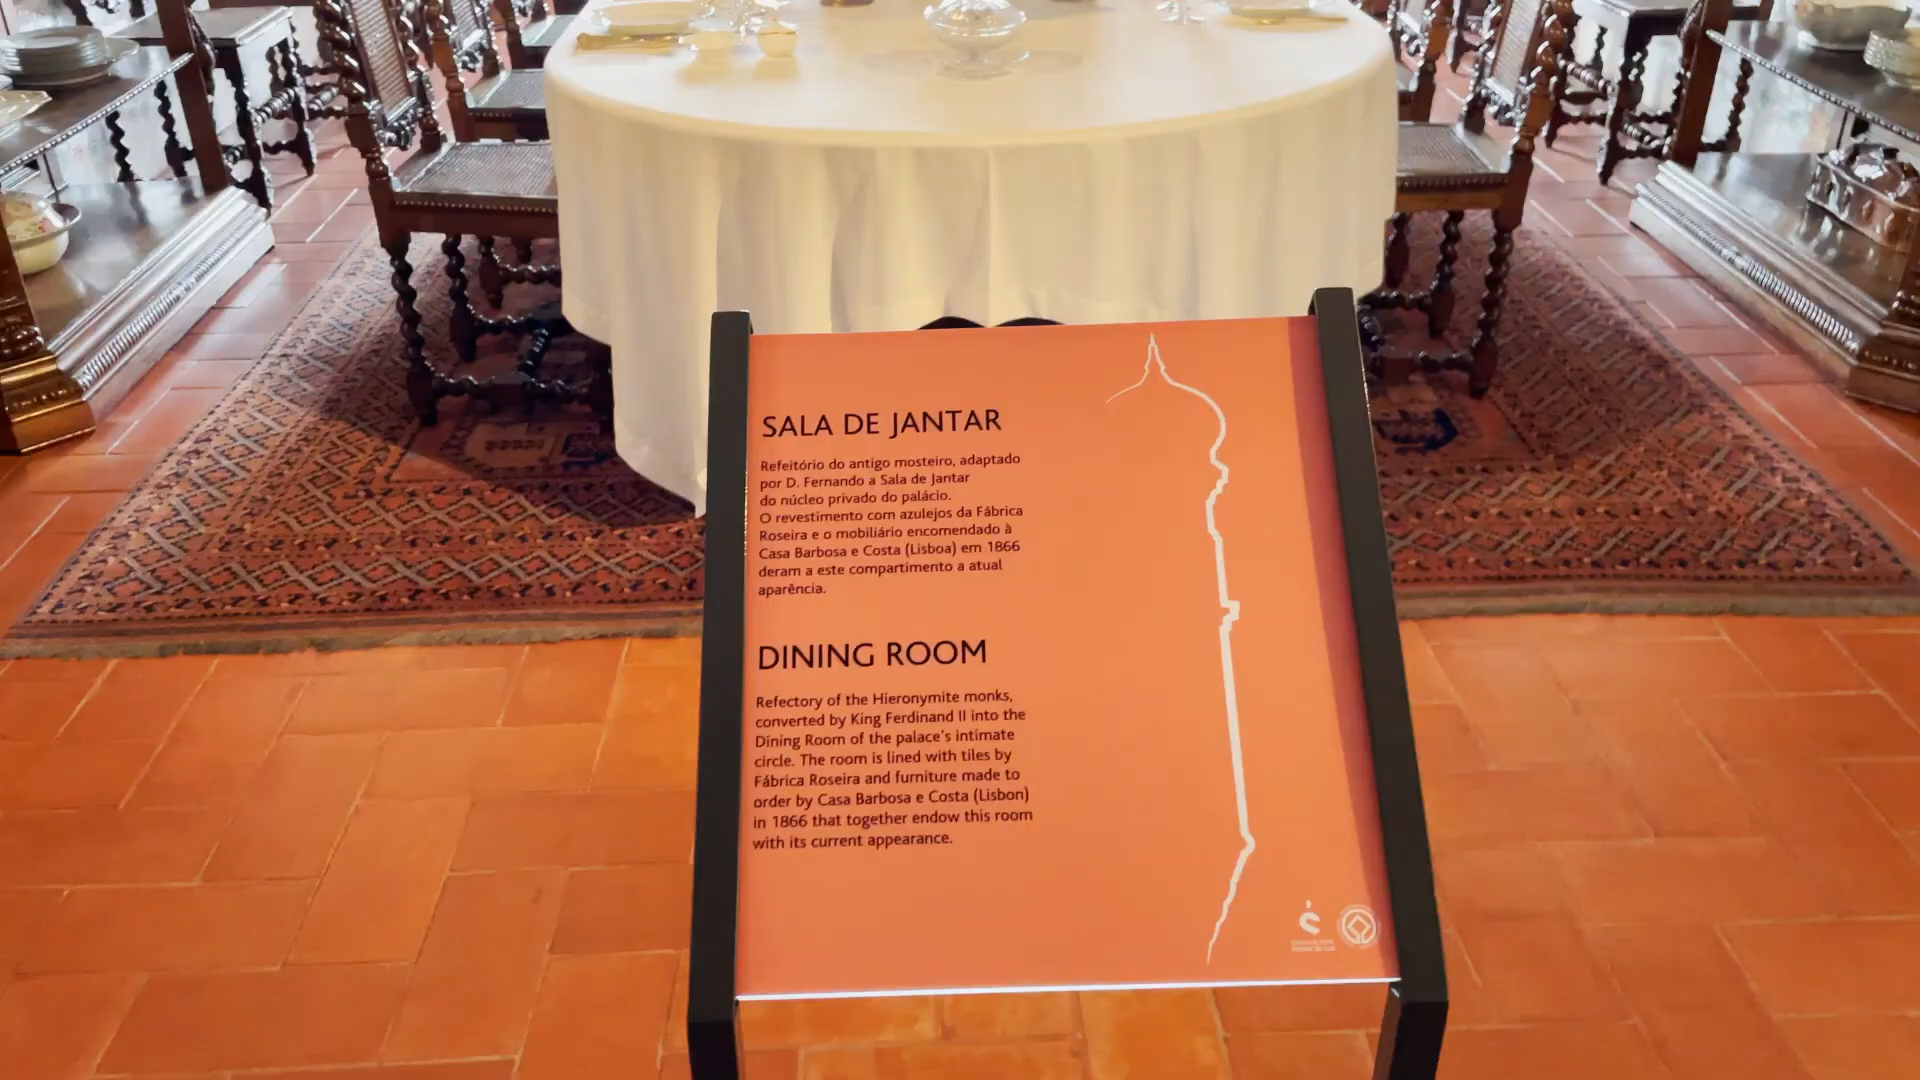 SALA DE JANTAR
Refeitório do antigo mosteiro, adaptado
por D. Fernando a Sala de Jantar
do núcleo privado do palácio.
O revestimento com azulejos da Fábrica
Roseira e o mobiliário encomendado à
Casa Barbosa e Costa (Lisboa) em 1866
deram a este compartimento a atual
aparência.
DINING ROOM
Refectory of the Hieronymite monks,
converted by King Ferdinand II into the
Dining Room of the palace's intimate
circle. The room is lined with tiles by
Fábrica Roseira and furniture made to
order by Casa Barbosa e Costa (Lisbon)
in 1866 that together endow this room
with its current appearance.